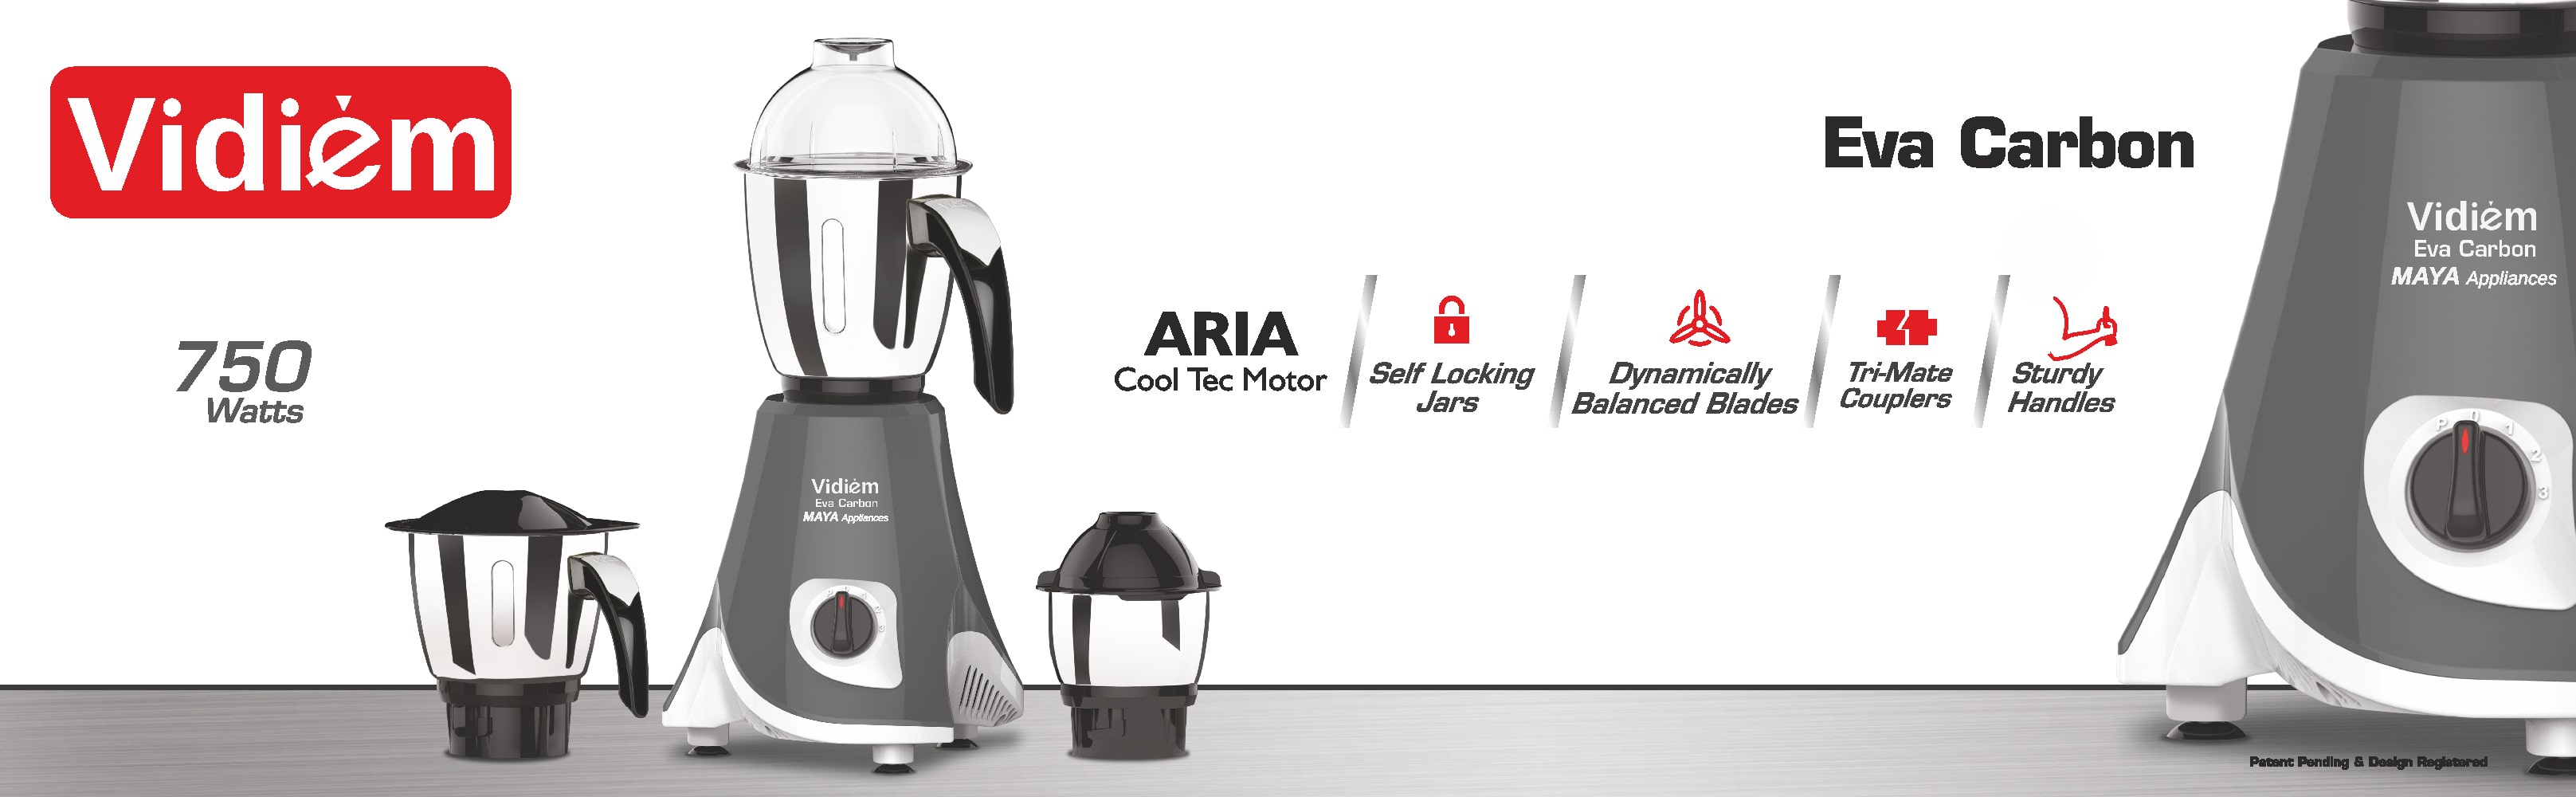 Vidiem
750
Watts
Vidiem
Eva Carbon
MAYA Appliances
Eva Carbon
ARIA
Cool Tec Motor
Self Locking
Jars
Dynamically
Balanced Blades
Tri-Mate
Couplers
Sturdy
Handles
Vidiem
Eva Carbon
MAYA Appliances
P 0 1
2
3
Patent Pending & Design Registered